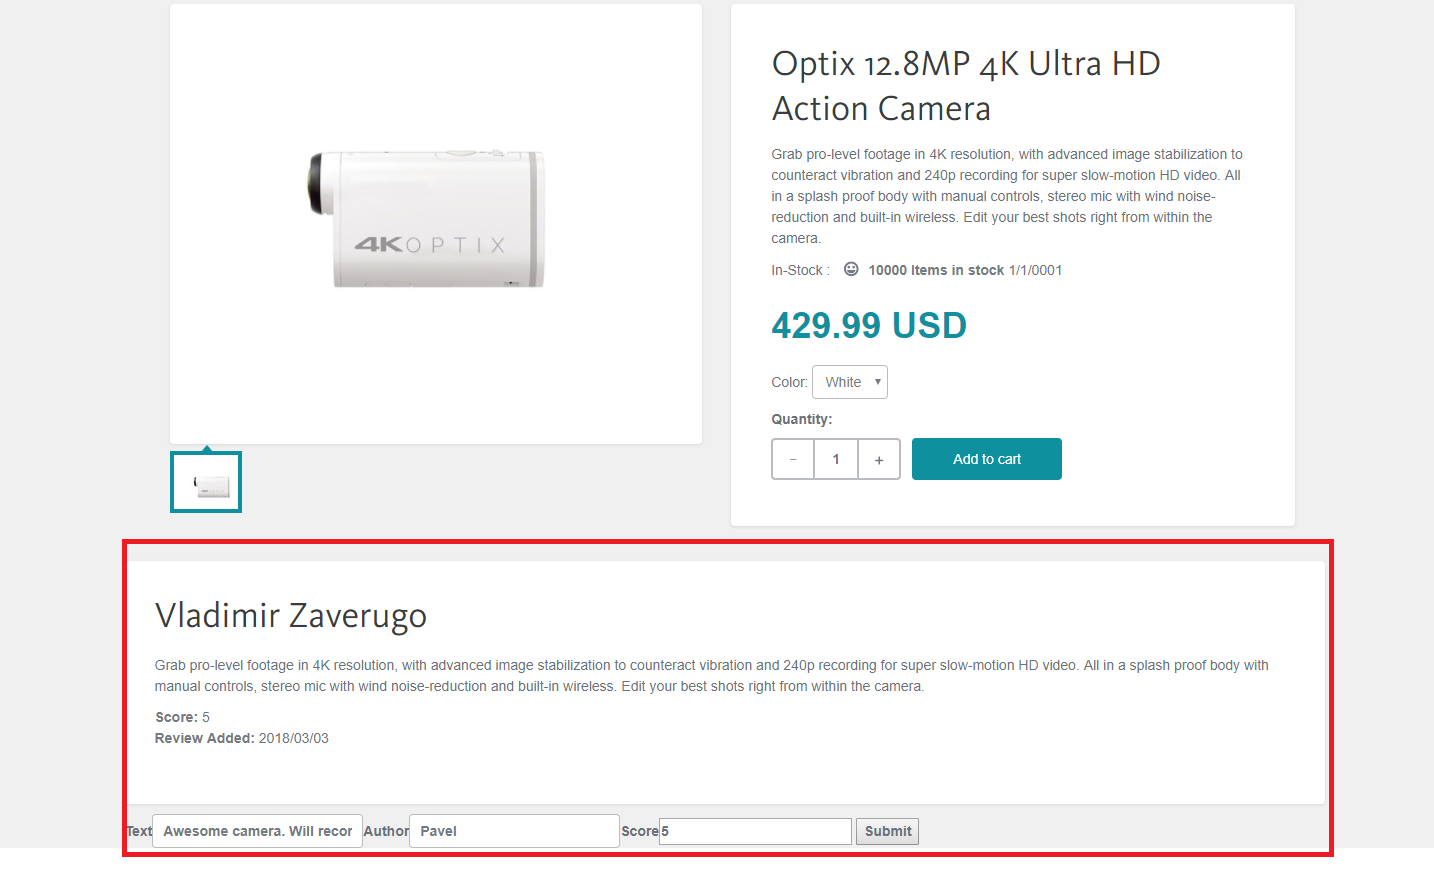 4K OPTIX
Optix 12.8MP 4K Ultra HD
Action Camera
Grab pro-level footage in 4K resolution, with advanced image stabilization to
counteract vibration and 240p recording for super slow-motion HD video. All
in a splash proof body with manual controls, stereo mic with wind noise-
reduction and built-in wireless. Edit your best shots right from within the
camera.
In-Stock : 10000 Items in stock 1/1/0001
429.99 USD
Color: White
Quantity:
- 1 + Add to cart
Vladimir Zaverugo
Grab pro-level footage in 4K resolution, with advanced image stabilization to counteract vibration and 240p recording for super slow-motion HD video. All in a splash proof body with
manual controls, stereo mic with wind noise-reduction and built-in wireless. Edit your best shots right from within the camera.
Score: 5
Review Added: 2018/03/03
Text Awesome camera. Will recor Author Pavel Score 5 Submit